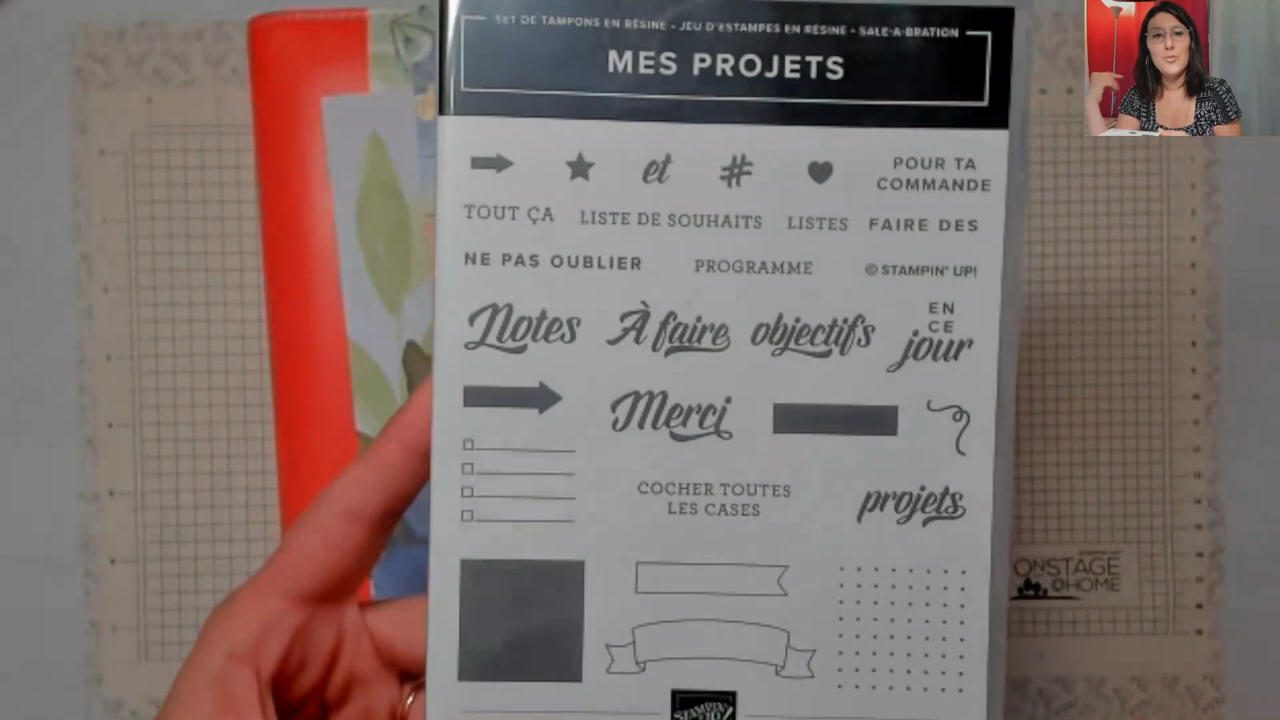 SET DE TAMPONS EN RÉSINE • JEU D'ESTAMPES EN RÉSINE • SALE-A-BRATION
MES PROJETS
et # POUR TA
COMMANDE
TOUT ÇA LISTE DE SOUHAITS LISTES FAIRE DES
NE PAS OUBLIER PROGRAMME © STAMPIN' UP!
Notes À faire objectifs EN
CE
jour
Merci
COCHER TOUTES
LES CASES
projets
ONSTAGE
@HOME
STAMPIN'
UP!